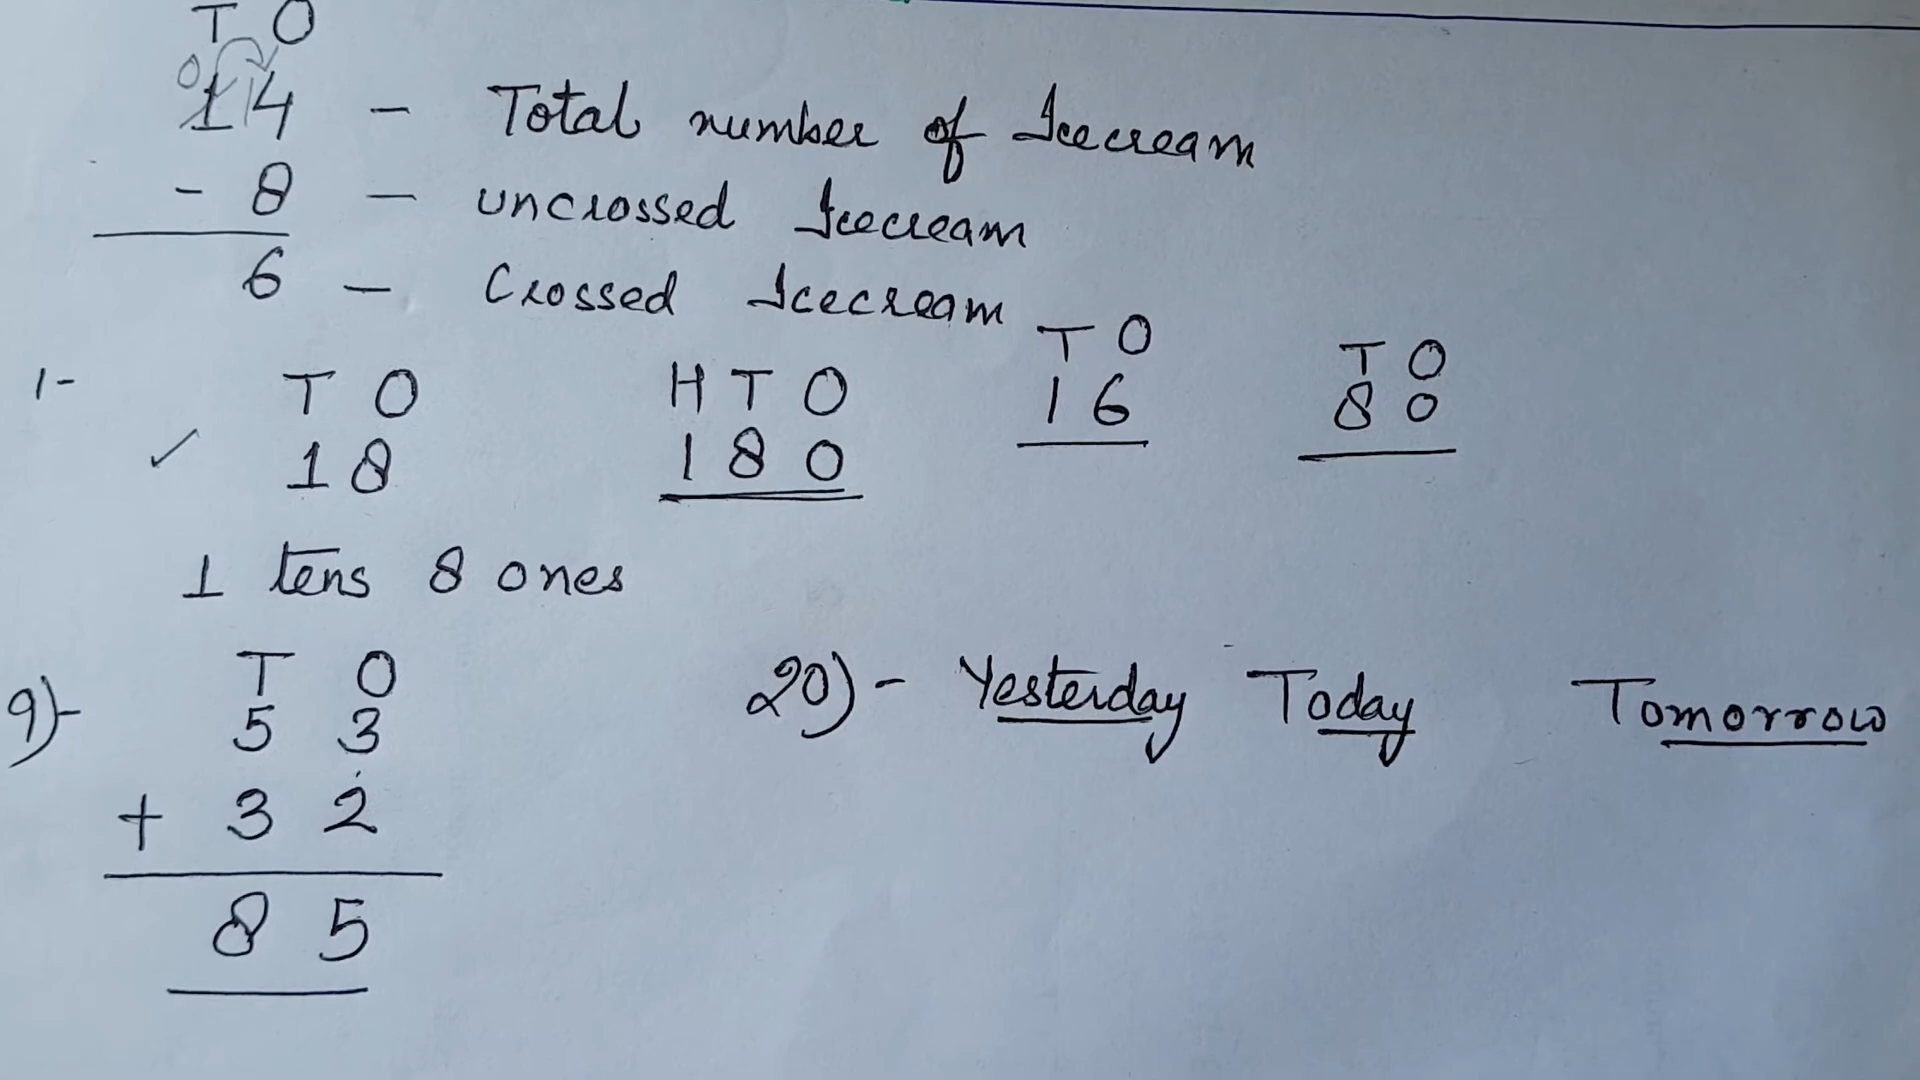 T O
0
14 - Total number of Icecream
- 8 - uncrossed Icecream
6 - Crossed Icecream
1- T O H T O T O T O
✓ 18 180 16 80
1 tens 8 ones
9)- T O
5 3
+ 3 2
8 5
20)- Yesterday Today Tomorrow